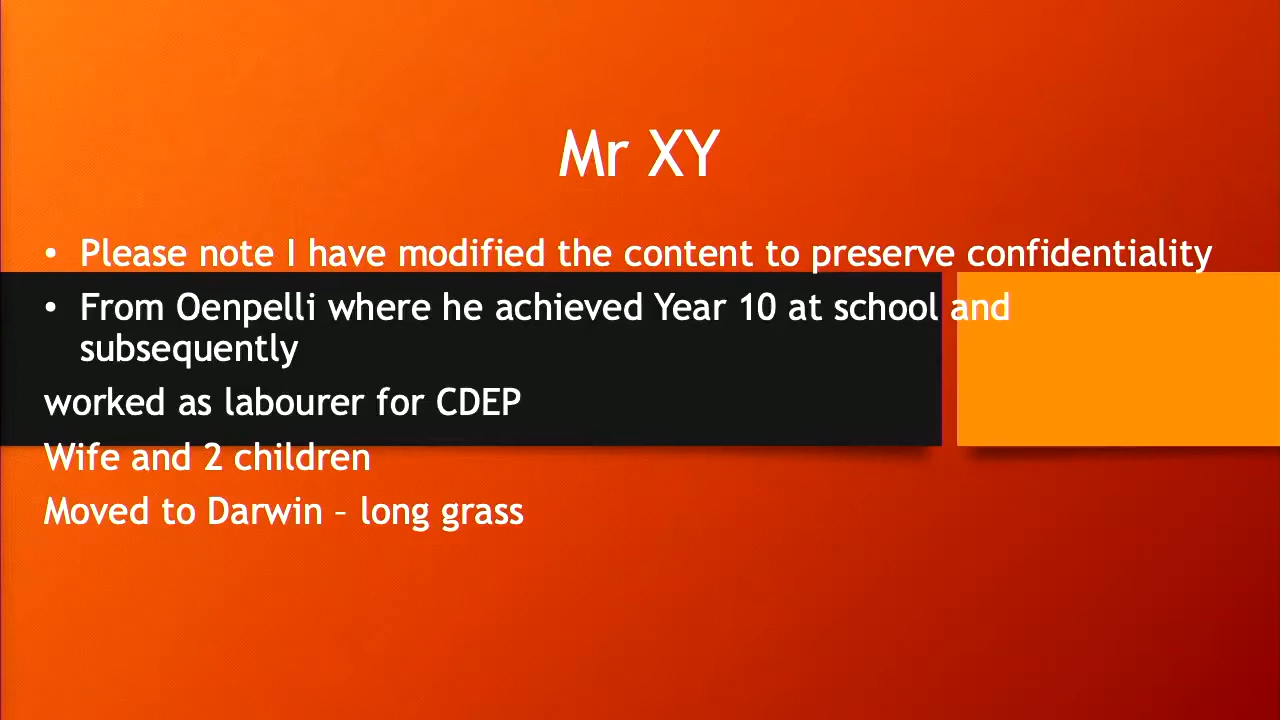 Mr XY
• Please note I have modified the content to preserve confidentiality
• From Oenpelli where he achieved Year 10 at school and
subsequently
worked as labourer for CDEP
Wife and 2 children
Moved to Darwin – long grass